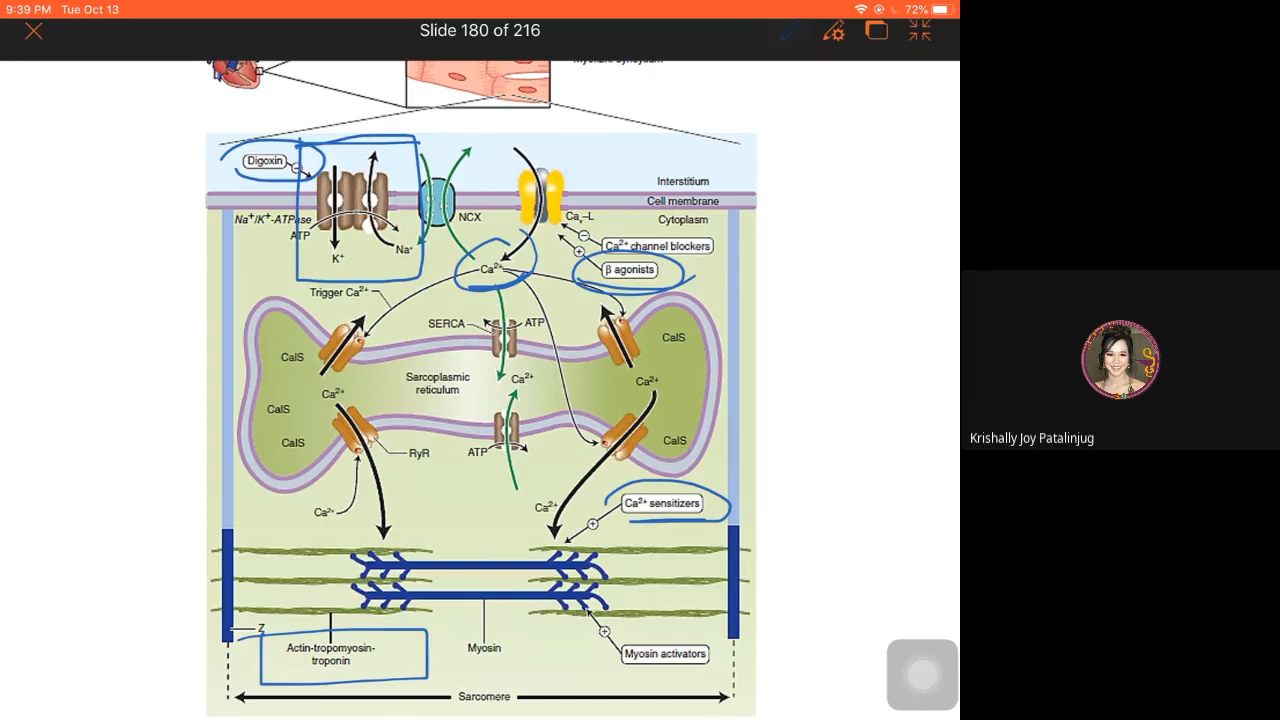 9:39 PM Tue Oct 13
72%
Slide 180 of 216
Digoxin
Interstitium
Cell membrane
Cytoplasm
Na+/K+-ATPase
NCX
Cav–L
ATP
Na+
K+
Ca2+ channel blockers
Ca2+
β agonists
Trigger Ca2+
SERCA
ATP
CalS
CalS
Sarcoplasmic
reticulum
Ca2+
Ca2+
Ca2+
CalS
CalS
CalS
RyR
ATP
Ca2+
Ca2+
Ca2+ sensitizers
Z
Actin-tropomyosin-
troponin
Myosin
Myosin activators
Sarcomere
Krishally Joy Patalinjug